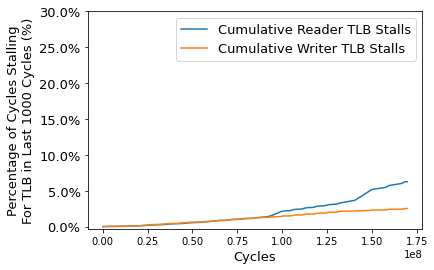 Percentage of Cycles Stalling
For TLB in Last 1000 Cycles (%)
30.0%
25.0%
20.0%
15.0%
10.0%
5.0%
0.0%
Cumulative Reader TLB Stalls
Cumulative Writer TLB Stalls
0.00 0.25 0.50 0.75 1.00 1.25 1.50 1.75
1e8
Cycles